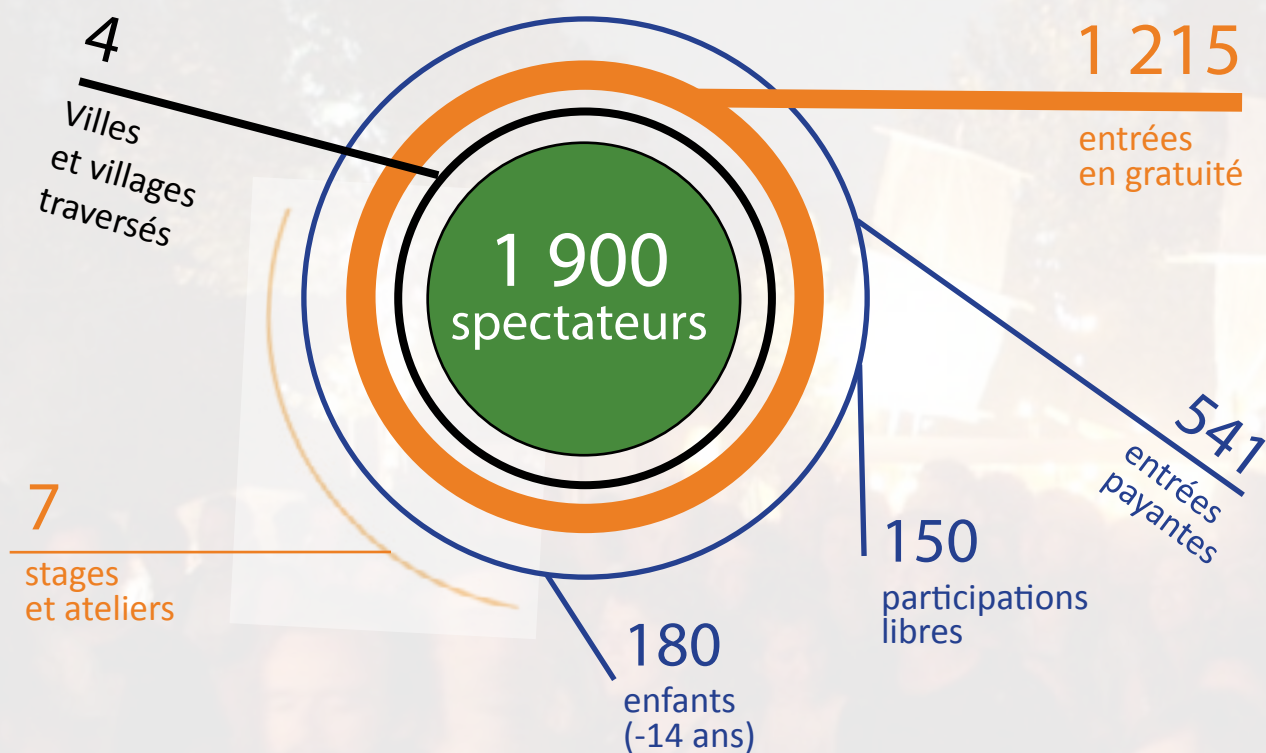 4
Villes
et villages
traversés
1 215
entrées
en gratuité
1 900
spectateurs
541
entrées
payantes
7
stages
et ateliers
150
participations
libres
180
enfants
(-14 ans)